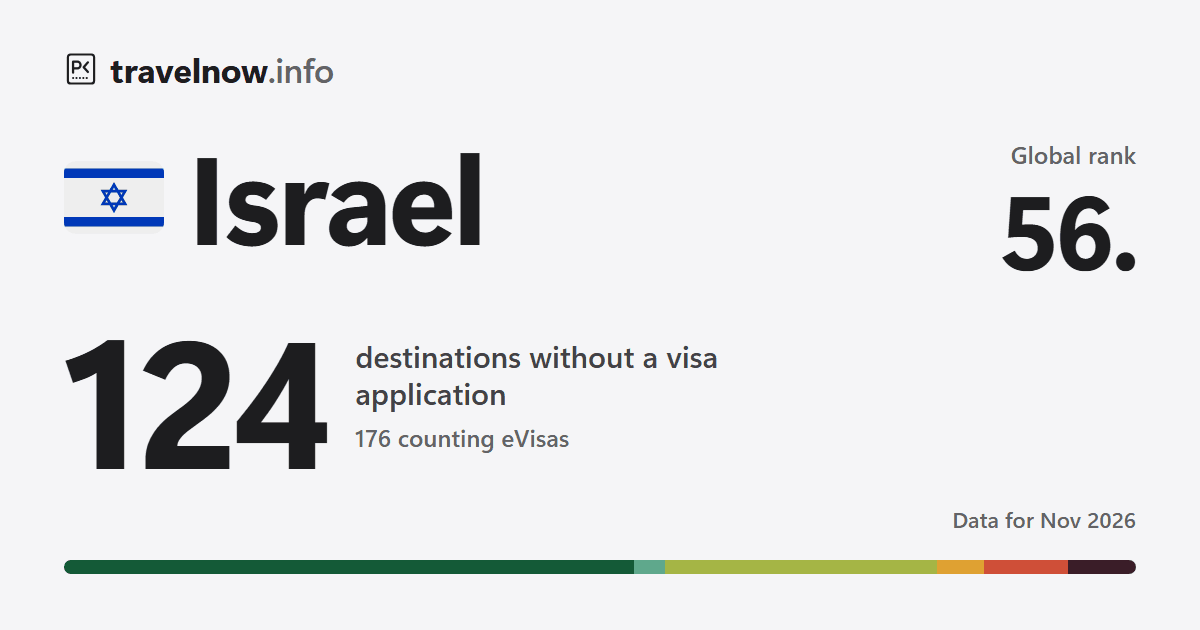 travelnow.info
Israel
Global rank
56.
124
destinations without a visa
application
176 counting eVisas
Data for Nov 2026